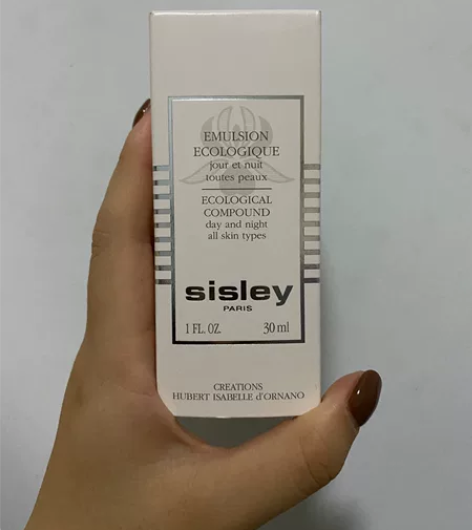 EMULSION
ECOLOGIQUE
jour et nuit
toutes peaux
ECOLOGICAL
COMPOUND
day and night
all skin types
sisley
PARIS
1 FL. OZ. 30 ml
CREATIONS
HUBERT ISABELLE d'ORNANO